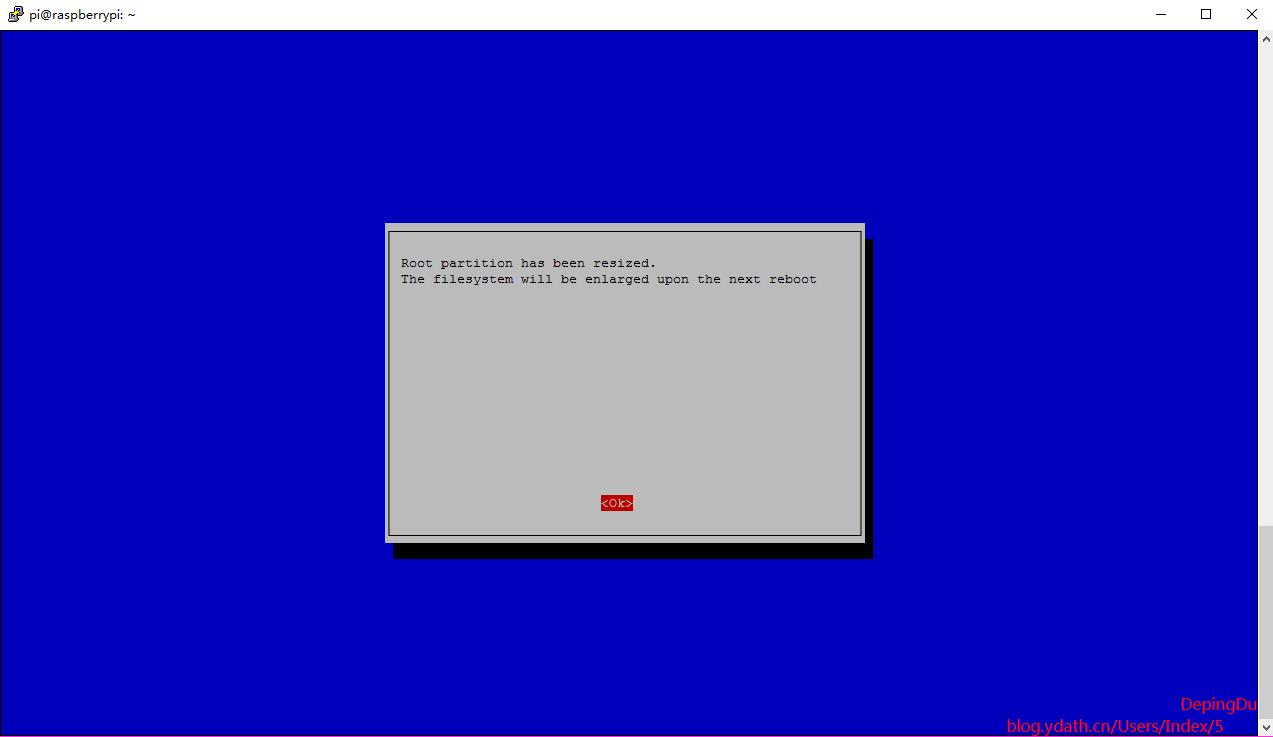 pi@raspberrypi: ~
Root partition has been resized.
The filesystem will be enlarged upon the next reboot
<Ok>
DepingDu
blog.ydath.cn/Users/Index/5